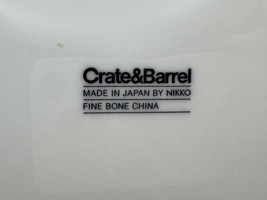 Crate&Barrel
MADE IN JAPAN BY NIKKO
FINE BONE CHINA